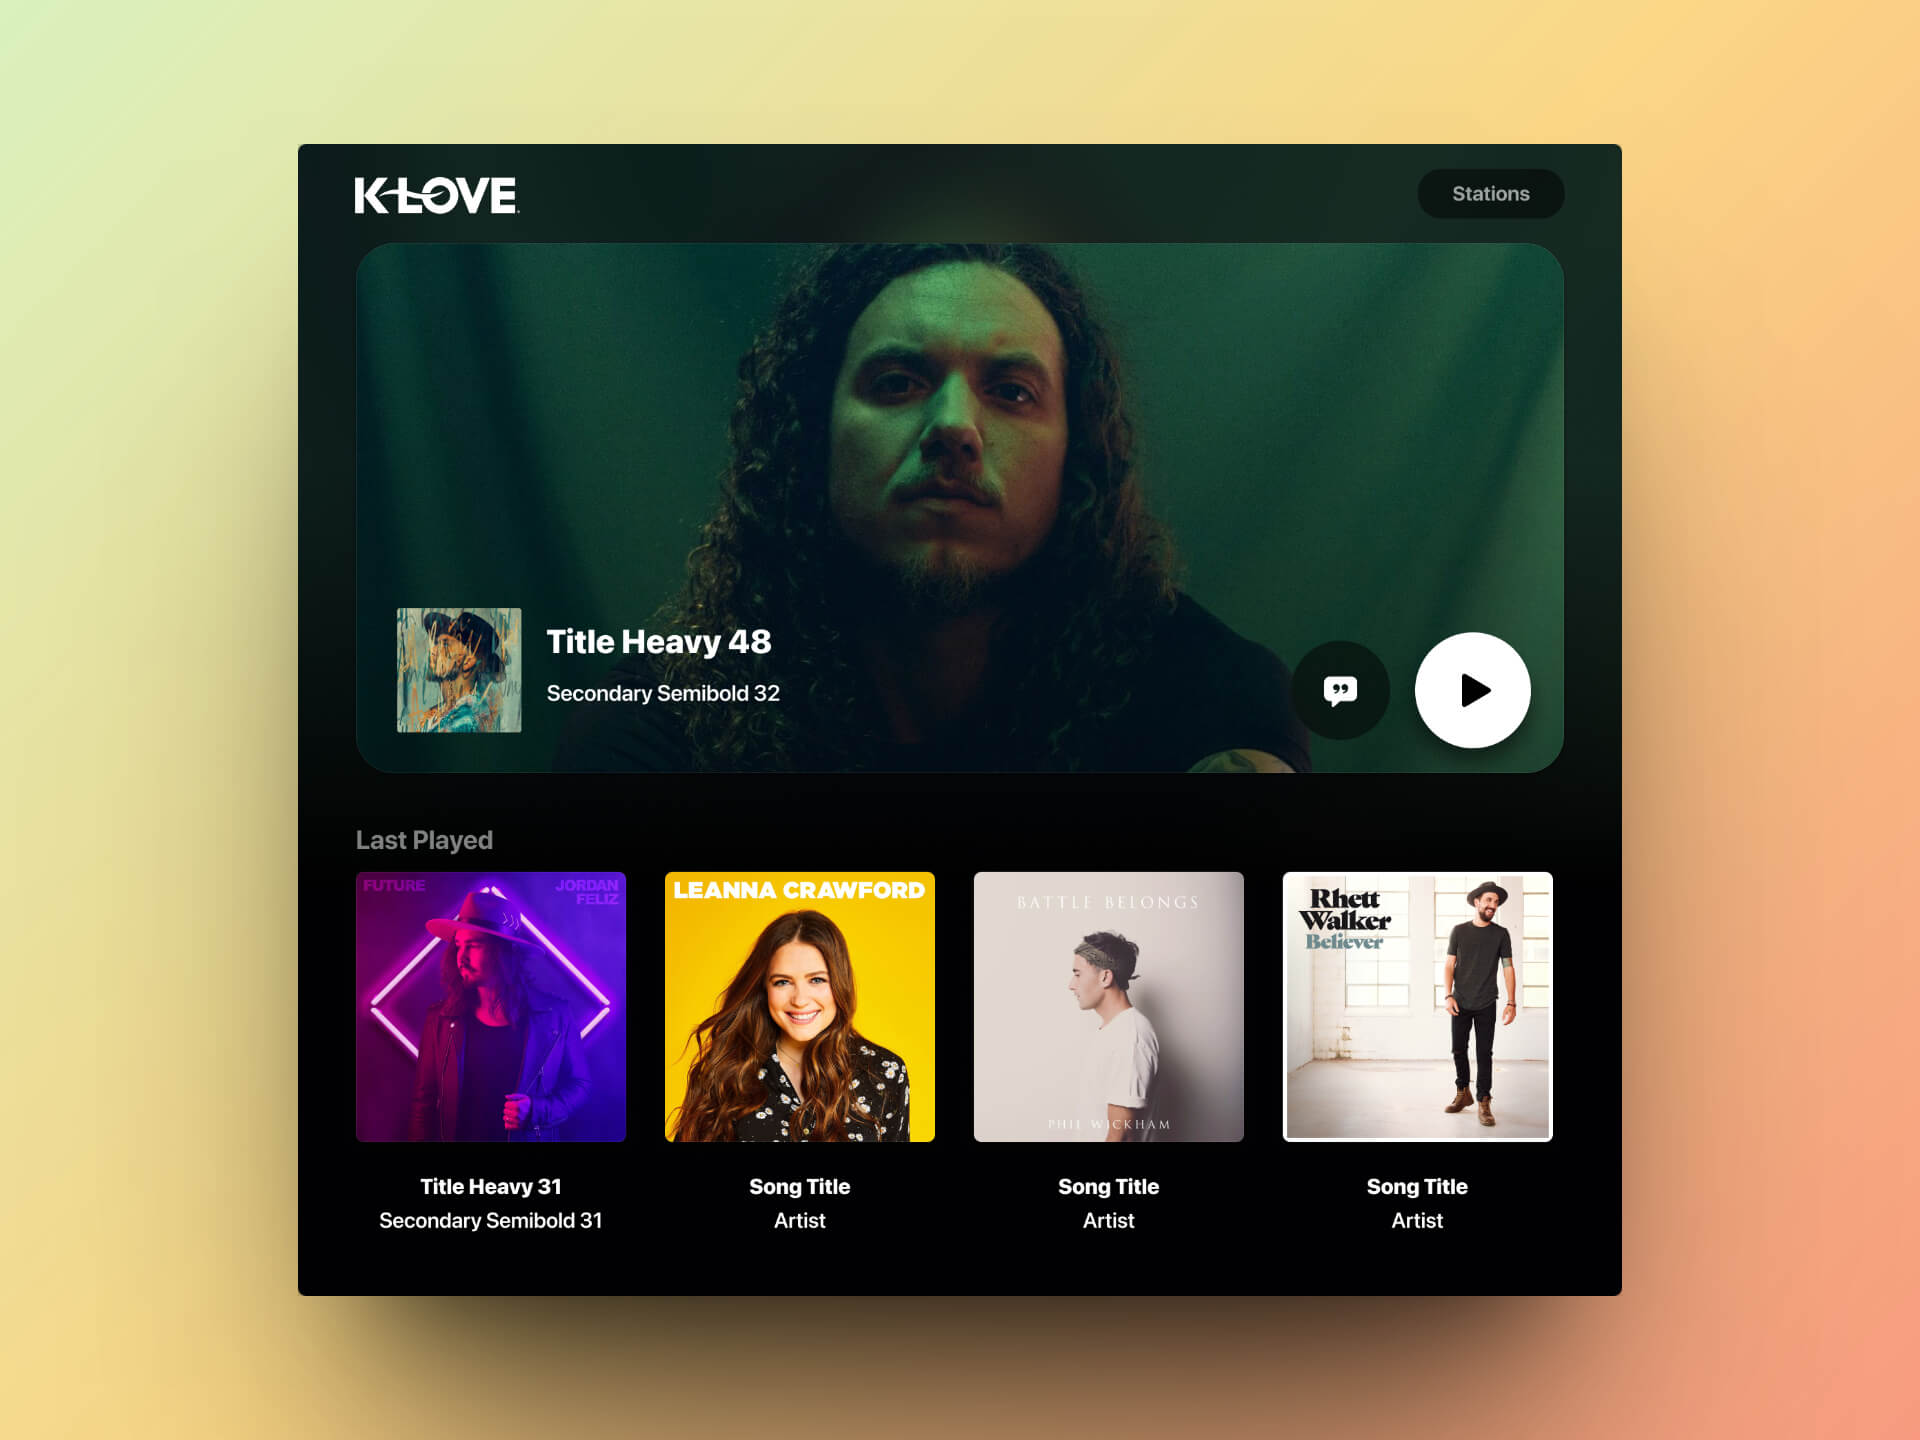 K-LOVE
Stations
Title Heavy 48
Secondary Semibold 32
Last Played
FUTURE
JORDAN
FELIZ
LEANNA CRAWFORD
BATTLE BELONGS
PHIL WICKHAM
Rhett
Walker
Believer
Title Heavy 31
Secondary Semibold 31
Song Title
Artist
Song Title
Artist
Song Title
Artist